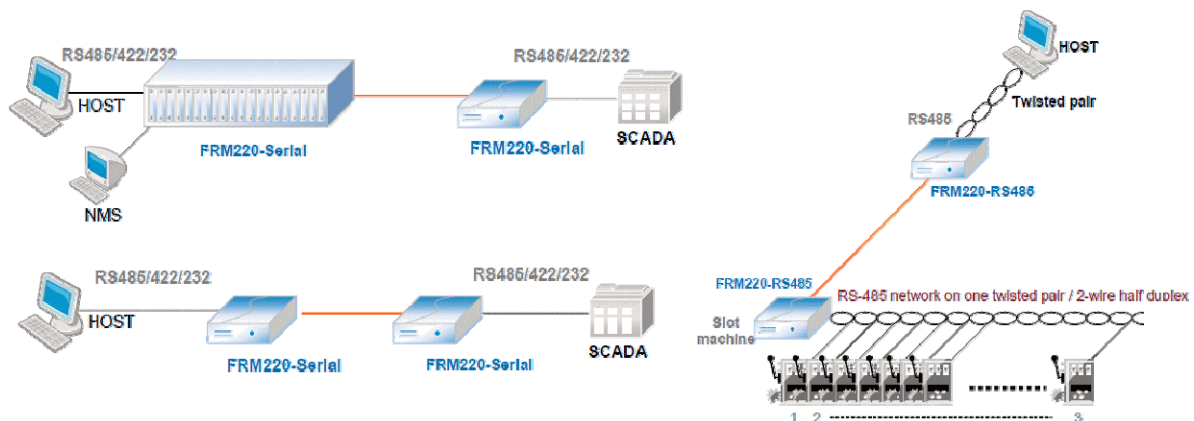 RS485/422/232
HOST
FRM220-Serial
NMS
RS485/422/232
FRM220-Serial
SCADA
RS485/422/232
HOST
FRM220-Serial
RS485/422/232
FRM220-Serial
SCADA
HOST
Twisted pair
RS485
FRM220-RS485
FRM220-RS485
RS-485 network on one twisted pair / 2-wire half duplex
Slot
machine
1 2